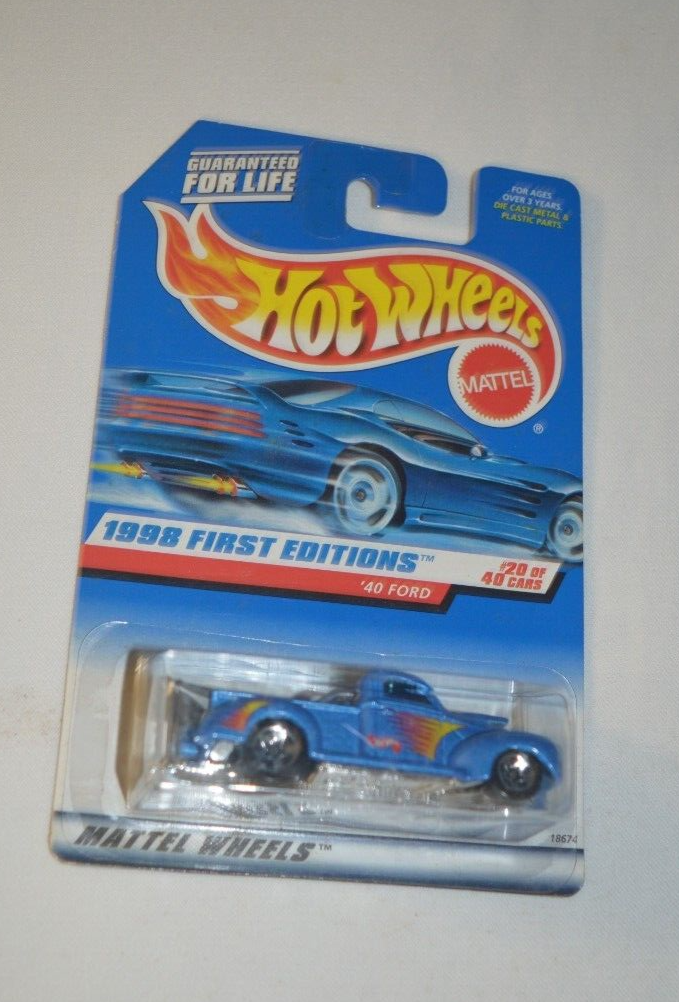 GUARANTEED
FOR LIFE
FOR AGES
OVER 3 YEARS.
DIE CAST METAL &
PLASTIC PARTS.
HOT WHEELS
MATTEL
®
1998 FIRST EDITIONS™
#20 OF
40 CARS
'40 FORD
MATTEL WHEELS™
18674